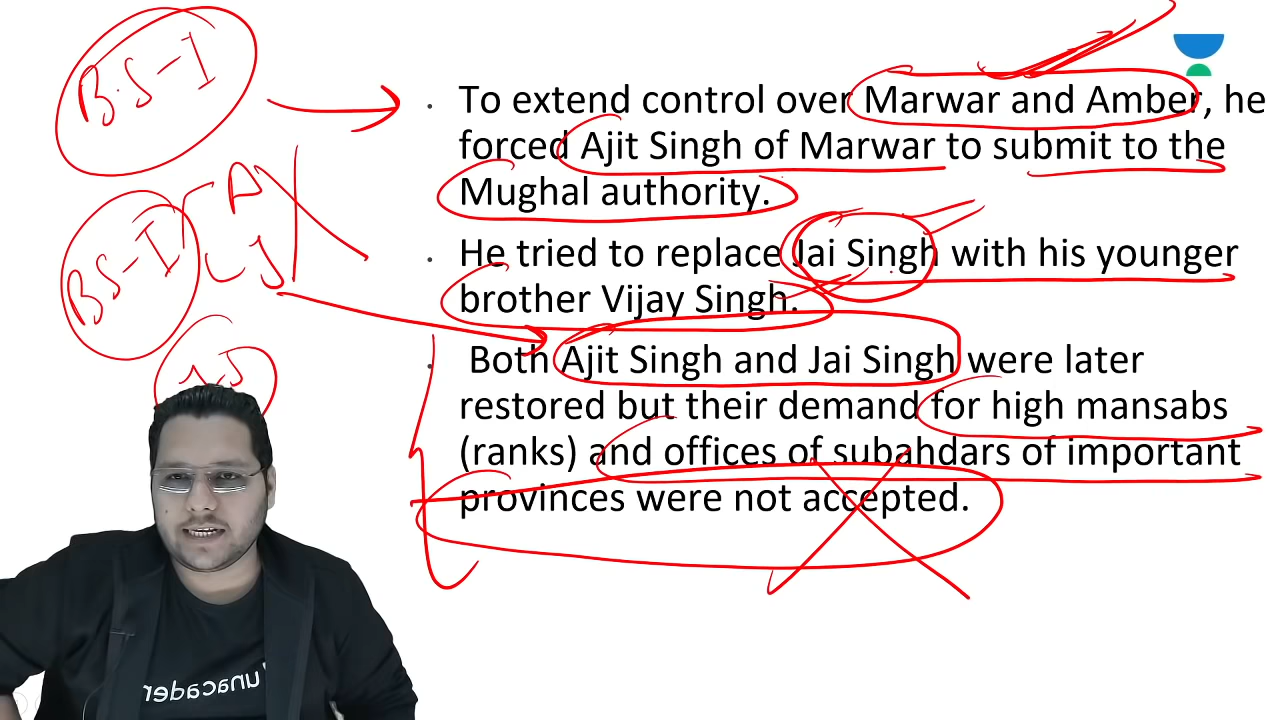 B.S-I
· To extend control over Marwar and Amber, he
forced Ajit Singh of Marwar to submit to the
Mughal authority.
· He tried to replace Jai Singh with his younger
brother Vijay Singh.
· Both Ajit Singh and Jai Singh were later
restored but their demand for high mansabs
(ranks) and offices of subahdars of important
provinces were not accepted.
BS-I
A
J
unacader